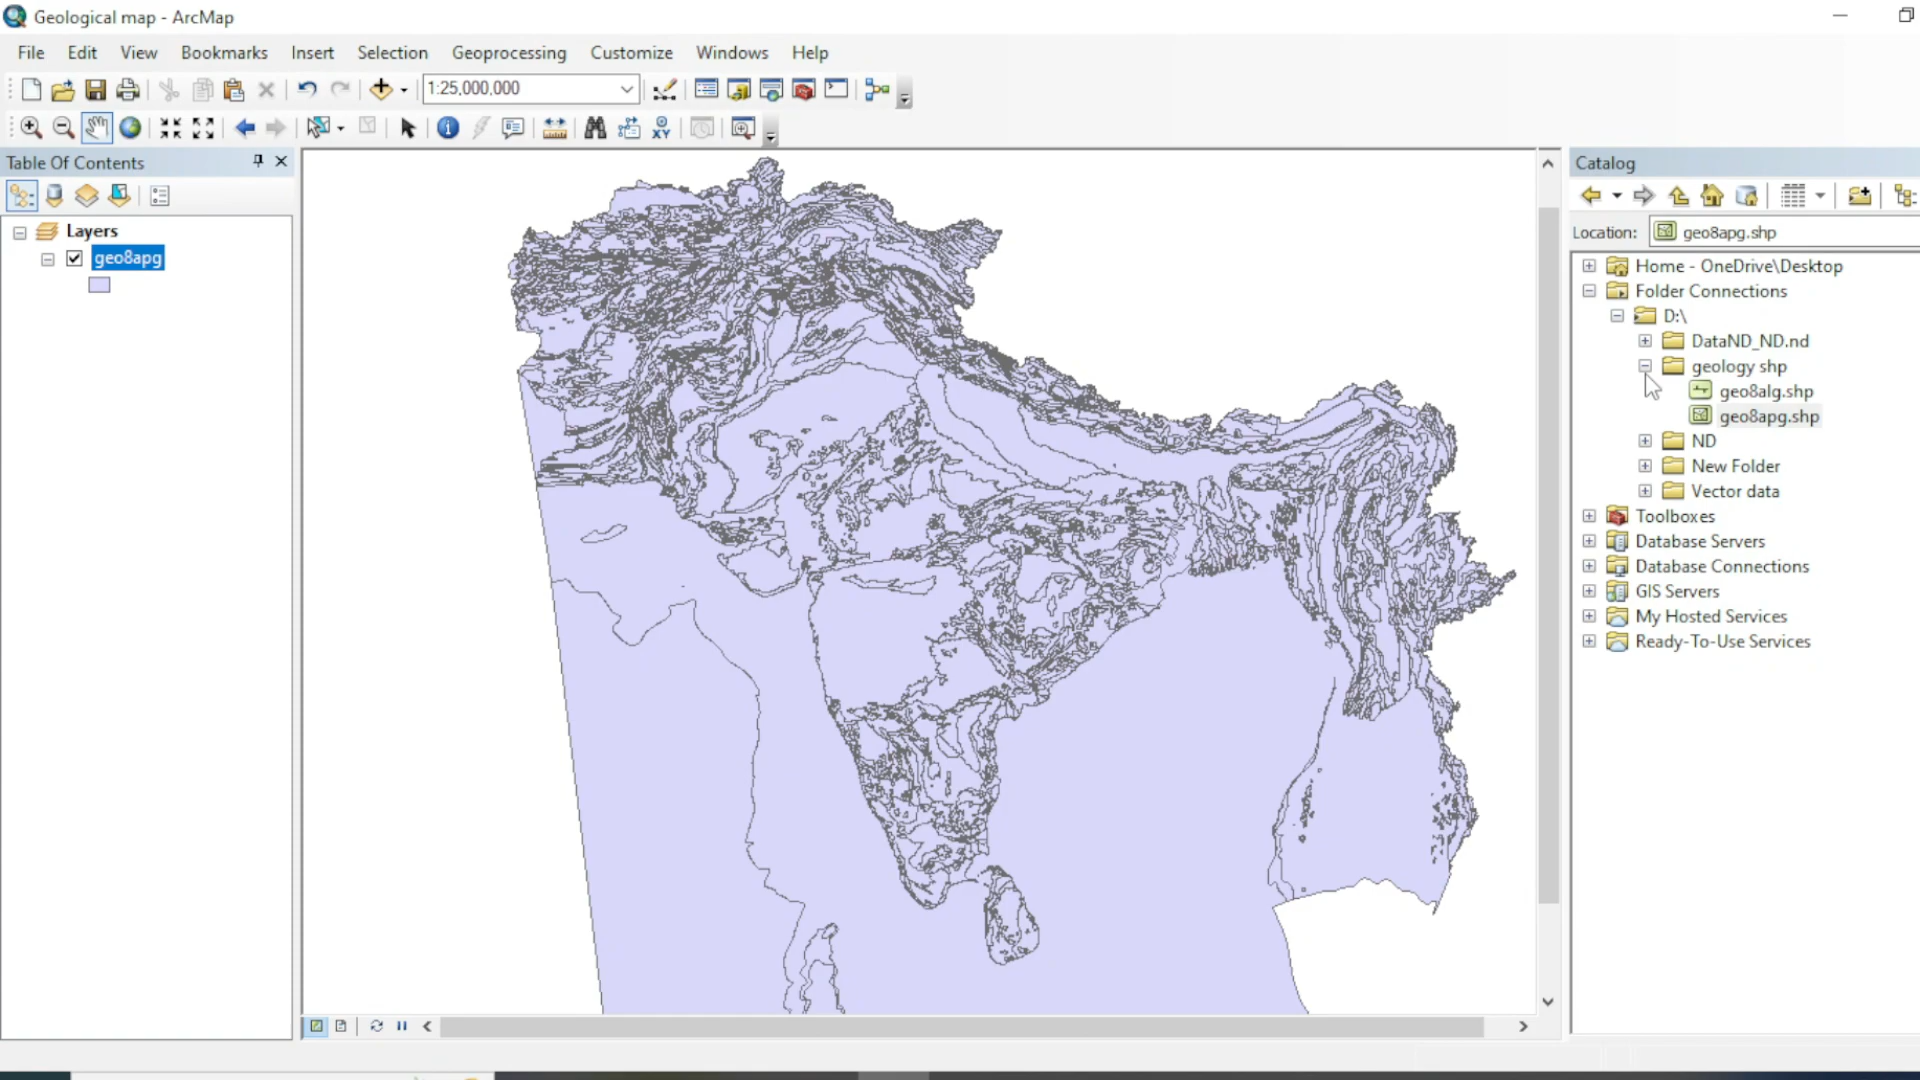 Geological map - ArcMap
File Edit View Bookmarks Insert Selection Geoprocessing Customize Windows Help
1:25,000,000
XY
Table Of Contents
Layers
geo8apg
Catalog
Location: geo8apg.shp
Home - OneDrive\Desktop
Folder Connections
D:\
DataND_ND.nd
geology shp
geo8alg.shp
geo8apg.shp
ND
New Folder
Vector data
Toolboxes
Database Servers
Database Connections
GIS Servers
My Hosted Services
Ready-To-Use Services